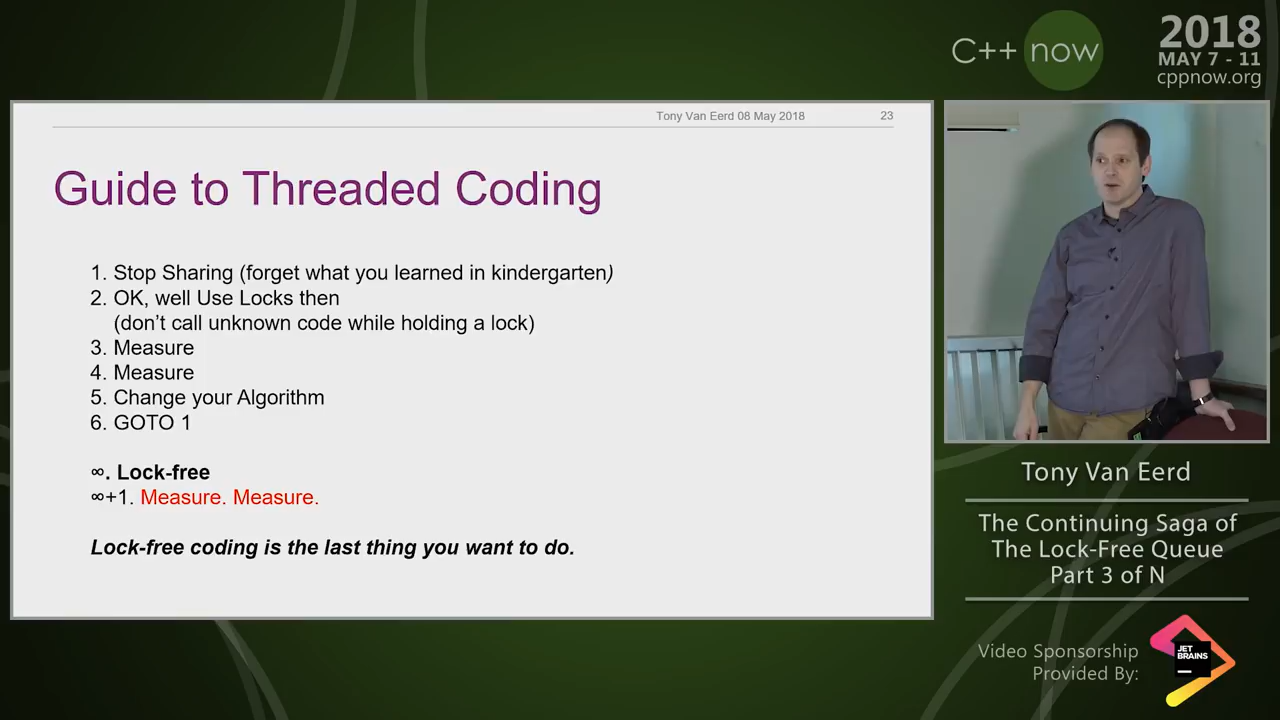 C++ now
2018
MAY 7 - 11
cppnow.org
Tony Van Eerd 08 May 2018 23
Guide to Threaded Coding
1. Stop Sharing (forget what you learned in kindergarten)
2. OK, well Use Locks then
(don’t call unknown code while holding a lock)
3. Measure
4. Measure
5. Change your Algorithm
6. GOTO 1
∞. Lock-free
∞+1. Measure. Measure.
Lock-free coding is the last thing you want to do.
Tony Van Eerd
The Continuing Saga of
The Lock-Free Queue
Part 3 of N
Video Sponsorship
Provided By:
JET
BRAINS